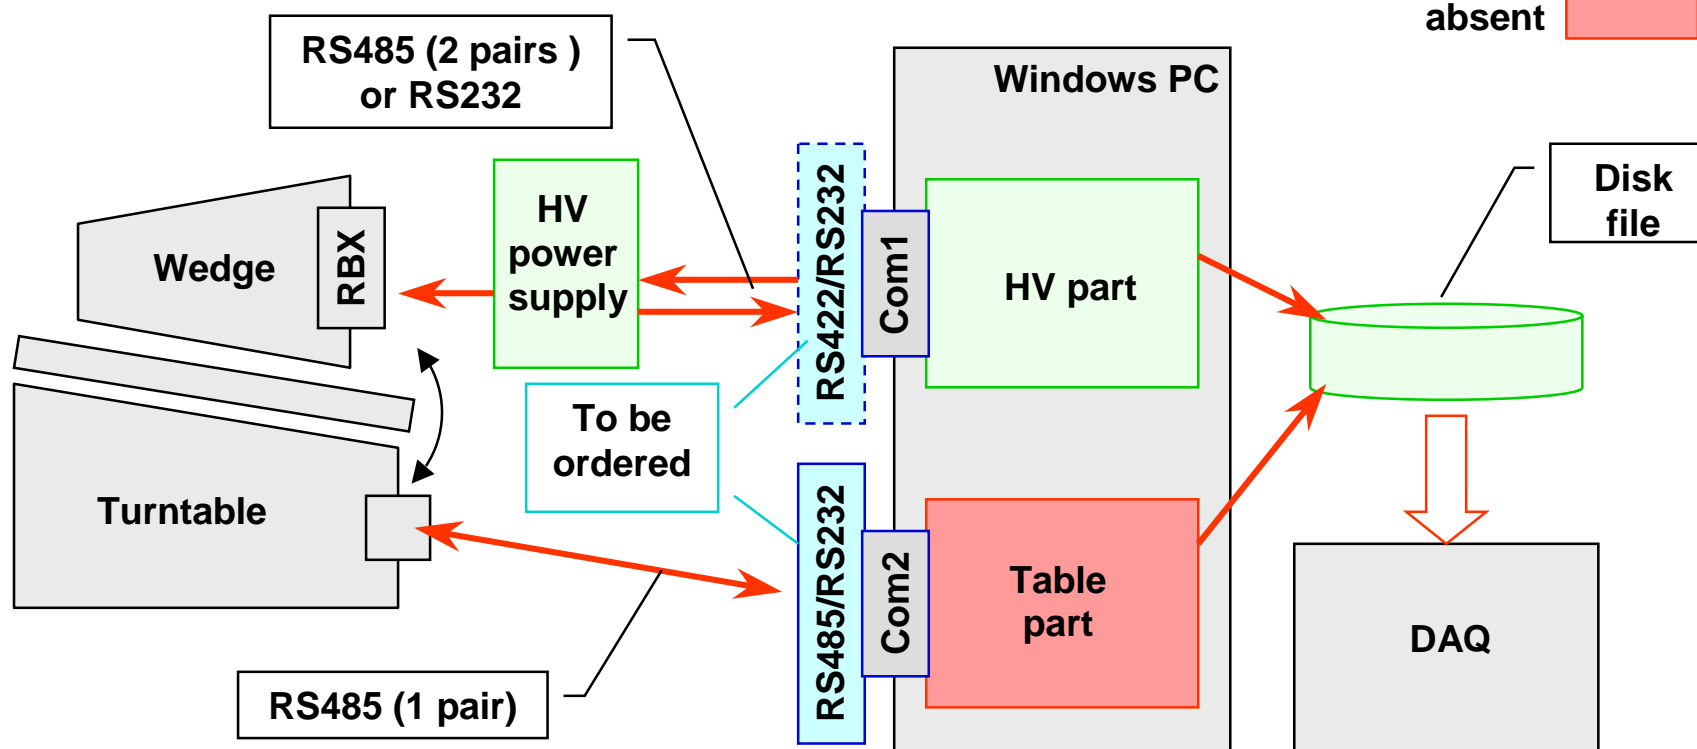 absent
RS485 (2 pairs )
or RS232
Windows PC
Disk
file
HV
power
supply
Wedge
RBX
RS422/RS232
Com1
HV part
To be
ordered
Turntable
RS485/RS232
Com2
Table
part
DAQ
RS485 (1 pair)